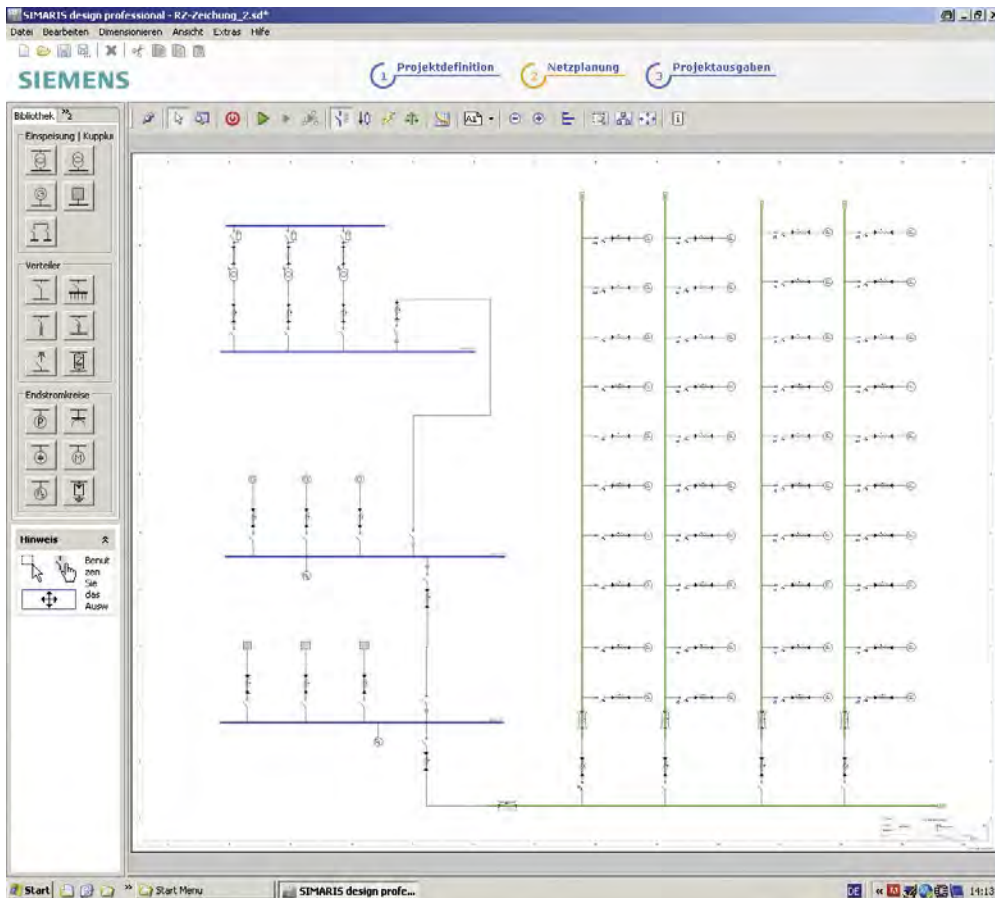 SIMARIS design professional - RZ-Zeichung_2.sd*
Datei Bearbeiten Dimensionieren Ansicht Extras Hilfe
SIEMENS
1 Projektdefinition
2 Netzplanung
3 Projektausgaben
Bibliothek
Einspeisung | Kupplu
Verteiler
Endstromkreise
Hinweis
Benut
zen
Sie
das
Ausw
Start
Start Menu
SIMARIS design profe...
DE
14:13